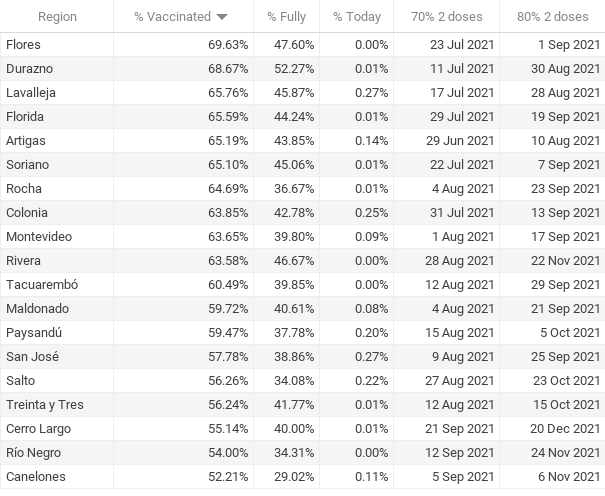 Region % Vaccinated % Fully % Today 70% 2 doses 80% 2 doses
Flores 69.63% 47.60% 0.00% 23 Jul 2021 1 Sep 2021
Durazno 68.67% 52.27% 0.01% 11 Jul 2021 30 Aug 2021
Lavalleja 65.76% 45.87% 0.27% 17 Jul 2021 28 Aug 2021
Florida 65.59% 44.24% 0.01% 29 Jul 2021 19 Sep 2021
Artigas 65.19% 43.85% 0.14% 29 Jun 2021 10 Aug 2021
Soriano 65.10% 45.06% 0.01% 22 Jul 2021 7 Sep 2021
Rocha 64.69% 36.67% 0.01% 4 Aug 2021 23 Sep 2021
Colonia 63.85% 42.78% 0.25% 31 Jul 2021 13 Sep 2021
Montevideo 63.65% 39.80% 0.09% 1 Aug 2021 17 Sep 2021
Rivera 63.58% 46.67% 0.00% 28 Aug 2021 22 Nov 2021
Tacuarembó 60.49% 39.85% 0.00% 12 Aug 2021 29 Sep 2021
Maldonado 59.72% 40.61% 0.08% 4 Aug 2021 21 Sep 2021
Paysandú 59.47% 37.78% 0.20% 15 Aug 2021 5 Oct 2021
San José 57.78% 38.86% 0.27% 9 Aug 2021 25 Sep 2021
Salto 56.26% 34.08% 0.22% 27 Aug 2021 23 Oct 2021
Treinta y Tres 56.24% 41.77% 0.01% 12 Aug 2021 15 Oct 2021
Cerro Largo 55.14% 40.00% 0.01% 21 Sep 2021 20 Dec 2021
Río Negro 54.00% 34.31% 0.00% 12 Sep 2021 24 Nov 2021
Canelones 52.21% 29.02% 0.11% 5 Sep 2021 6 Nov 2021